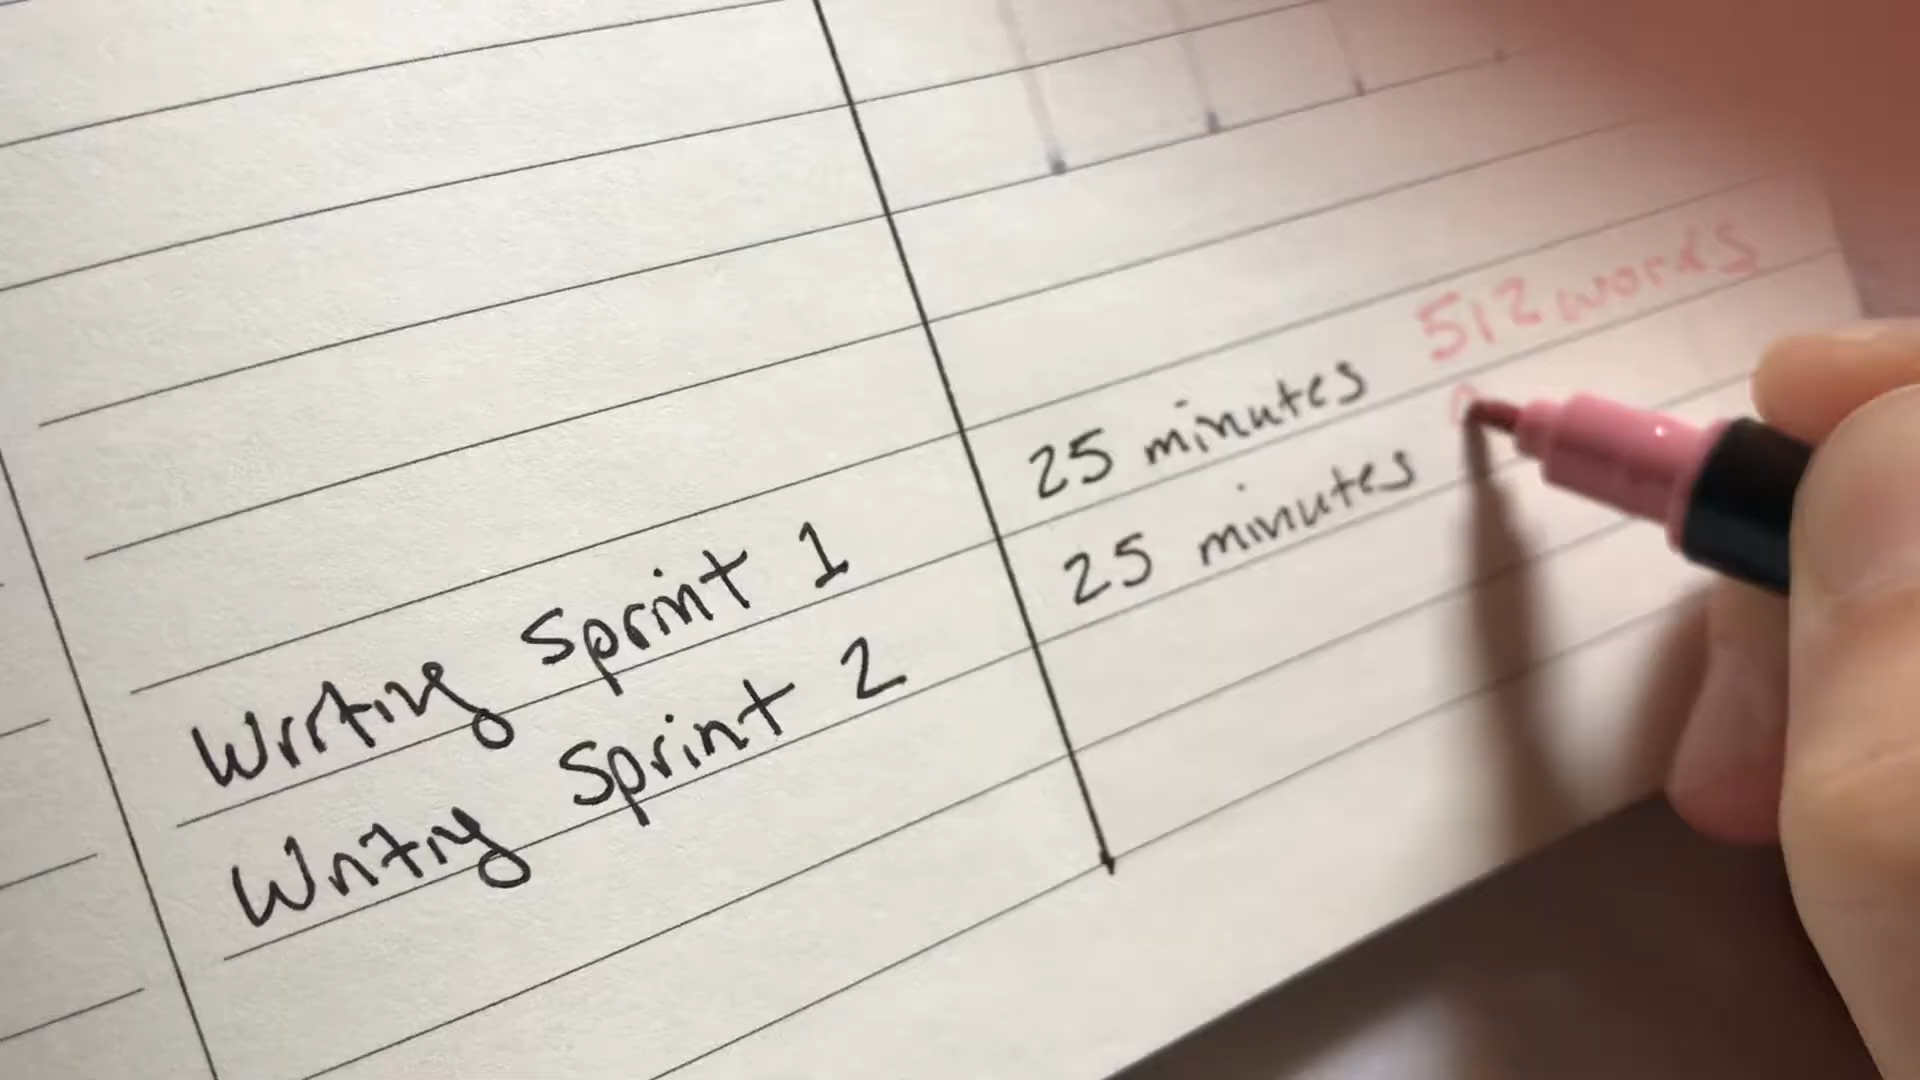 Writing Sprint 1 25 minutes 512 words
Writing Sprint 2 25 minutes